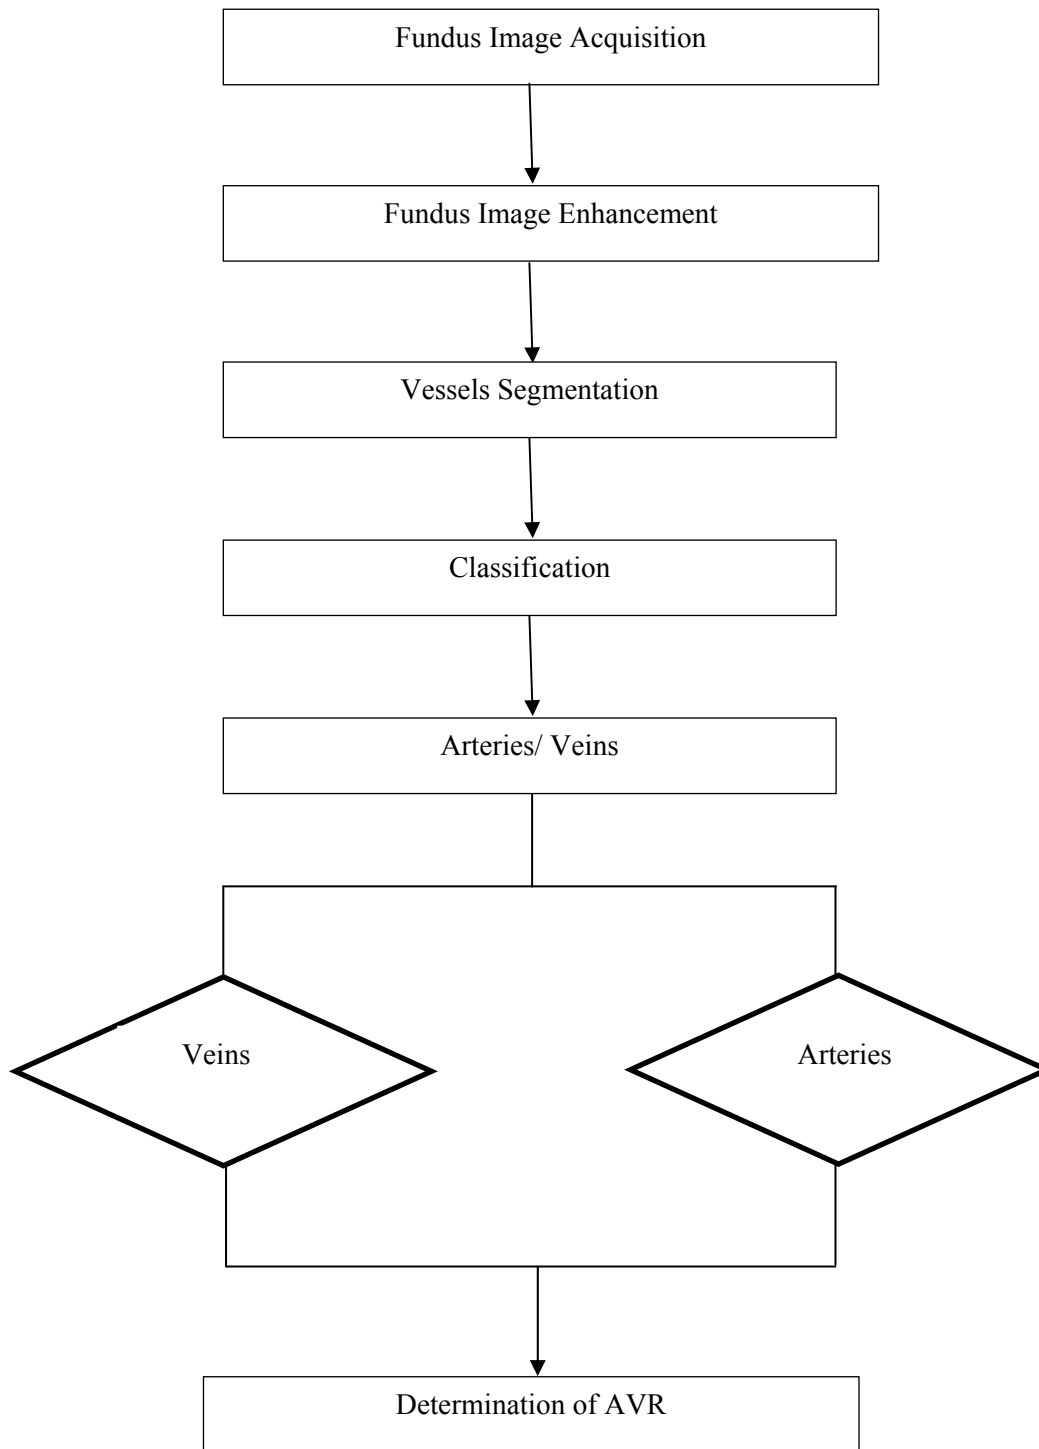 Fundus Image Acquisition
Fundus Image Enhancement
Vessels Segmentation
Classification
Arteries/ Veins
Veins
Arteries
Determination of AVR